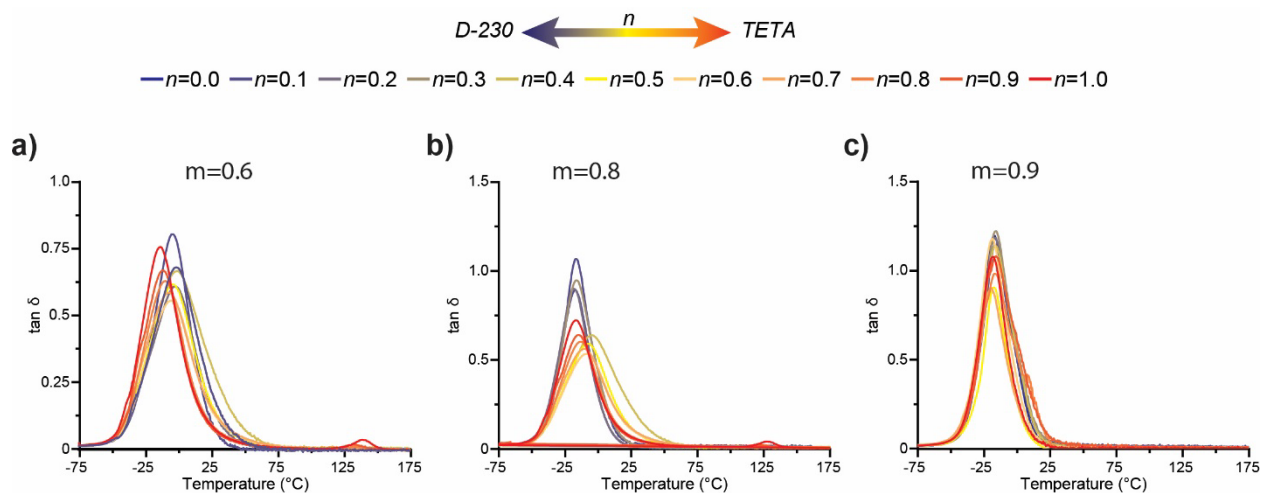 n
D-230 TETA
n=0.0 n=0.1 n=0.2 n=0.3 n=0.4 n=0.5 n=0.6 n=0.7 n=0.8 n=0.9 n=1.0
a)
m=0.6
1.0
0.75
0.5
0.25
0
tan δ
-75 -25 25 75 125 175
Temperature (°C)
b)
m=0.8
1.5
1.0
0.5
0
tan δ
-75 -25 25 75 125 175
Temperature (°C)
c)
m=0.9
1.5
1.0
0.5
0
tan δ
-75 -25 25 75 125 175
Temperature (°C)